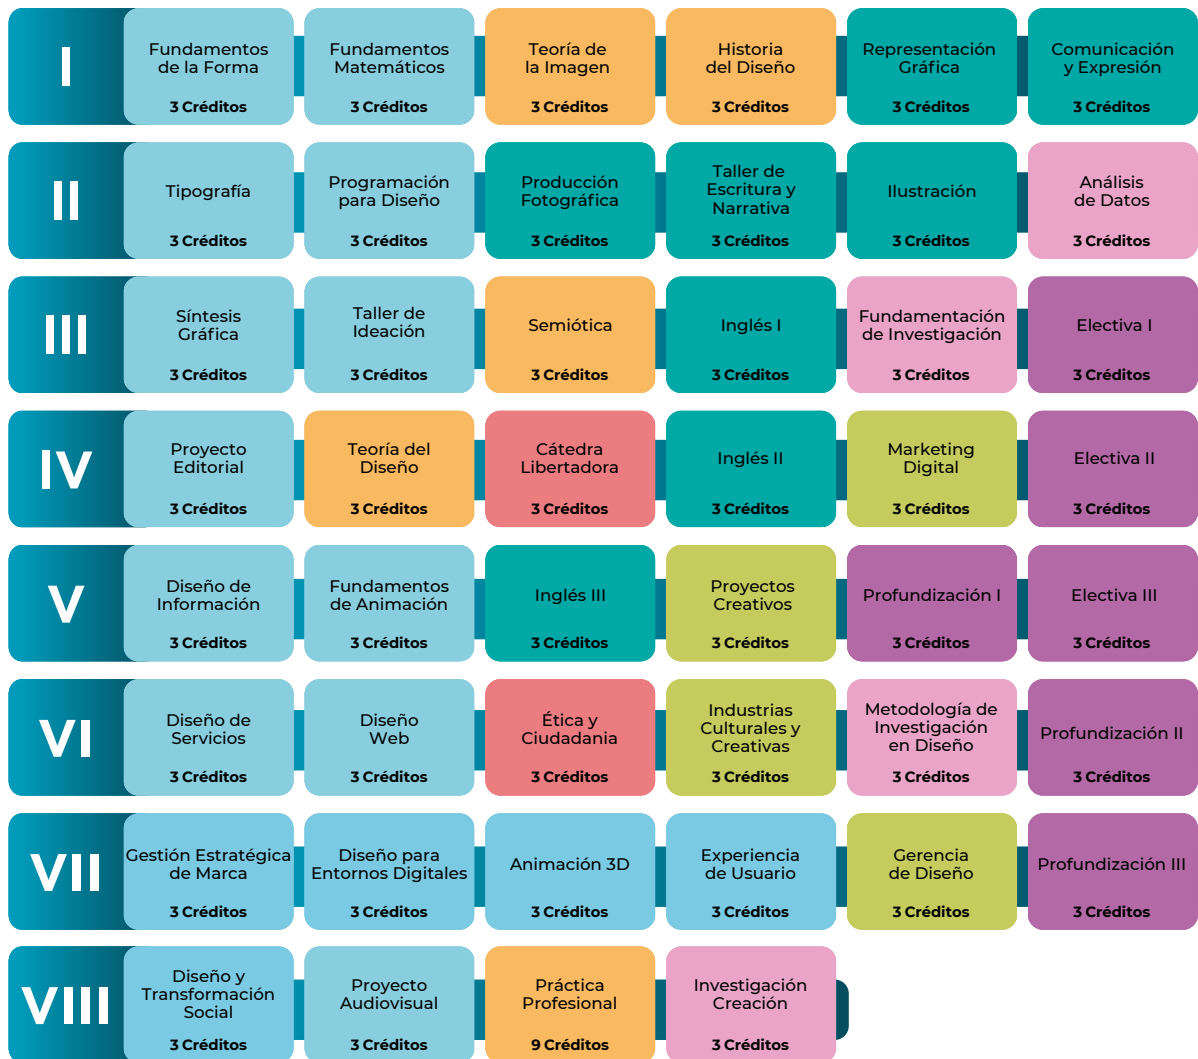 I
Fundamentos
de la Forma
3 Créditos
Fundamentos
Matemáticos
3 Créditos
Teoría de
la Imagen
3 Créditos
Historia
del Diseño
3 Créditos
Representación
Gráfica
3 Créditos
Comunicación
y Expresión
3 Créditos
II
Tipografía
3 Créditos
Programación
para Diseño
3 Créditos
Producción
Fotográfica
3 Créditos
Taller de
Escritura y
Narrativa
3 Créditos
Ilustración
3 Créditos
Análisis
de Datos
3 Créditos
III
Síntesis
Gráfica
3 Créditos
Taller de
Ideación
3 Créditos
Semiótica
3 Créditos
Inglés I
3 Créditos
Fundamentación
de Investigación
3 Créditos
Electiva I
3 Créditos
IV
Proyecto
Editorial
3 Créditos
Teoría del
Diseño
3 Créditos
Cátedra
Libertadora
3 Créditos
Inglés II
3 Créditos
Marketing
Digital
3 Créditos
Electiva II
3 Créditos
V
Diseño de
Información
3 Créditos
Fundamentos
de Animación
3 Créditos
Inglés III
3 Créditos
Proyectos
Creativos
3 Créditos
Profundización I
3 Créditos
Electiva III
3 Créditos
VI
Diseño de
Servicios
3 Créditos
Diseño
Web
3 Créditos
Ética y
Ciudadania
3 Créditos
Industrias
Culturales y
Creativas
3 Créditos
Metodología de
Investigación
en Diseño
3 Créditos
Profundización II
3 Créditos
VII
Gestión Estratégica
de Marca
3 Créditos
Diseño para
Entornos Digitales
3 Créditos
Animación 3D
3 Créditos
Experiencia
de Usuario
3 Créditos
Gerencia
de Diseño
3 Créditos
Profundización III
3 Créditos
VIII
Diseño y
Transformación
Social
3 Créditos
Proyecto
Audiovisual
3 Créditos
Práctica
Profesional
9 Créditos
Investigación
Creación
3 Créditos